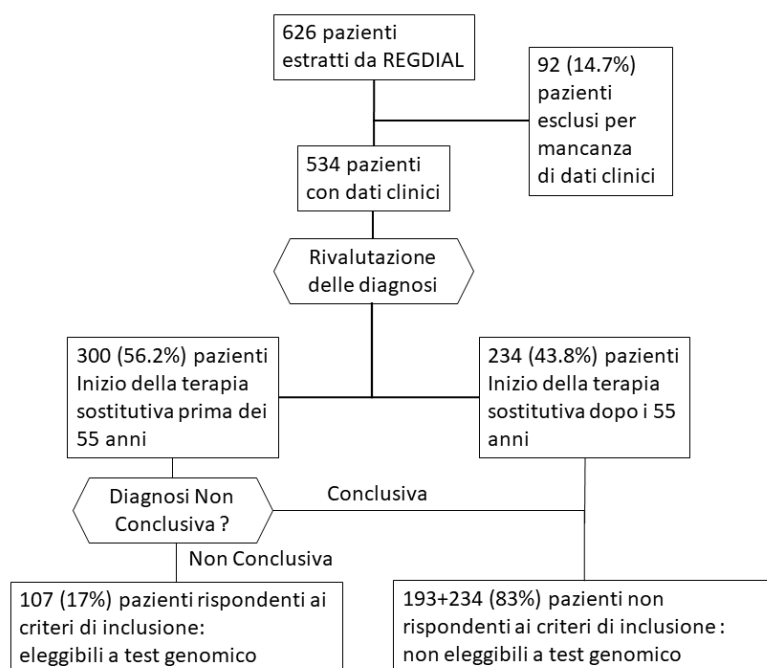 626 pazienti
estratti da REGDIAL
92 (14.7%)
pazienti
esclusi per
mancanza
di dati clinici
534 pazienti
con dati clinici
Rivalutazione
delle diagnosi
300 (56.2%) pazienti
Inizio della terapia
sostitutiva prima dei
55 anni
234 (43.8%) pazienti
Inizio della terapia
sostitutiva dopo i 55
anni
Diagnosi Non
Conclusiva ?
Conclusiva
Non Conclusiva
107 (17%) pazienti rispondenti ai
criteri di inclusione:
eleggibili a test genomico
193+234 (83%) pazienti non
rispondenti ai criteri di inclusione :
non eleggibili a test genomico